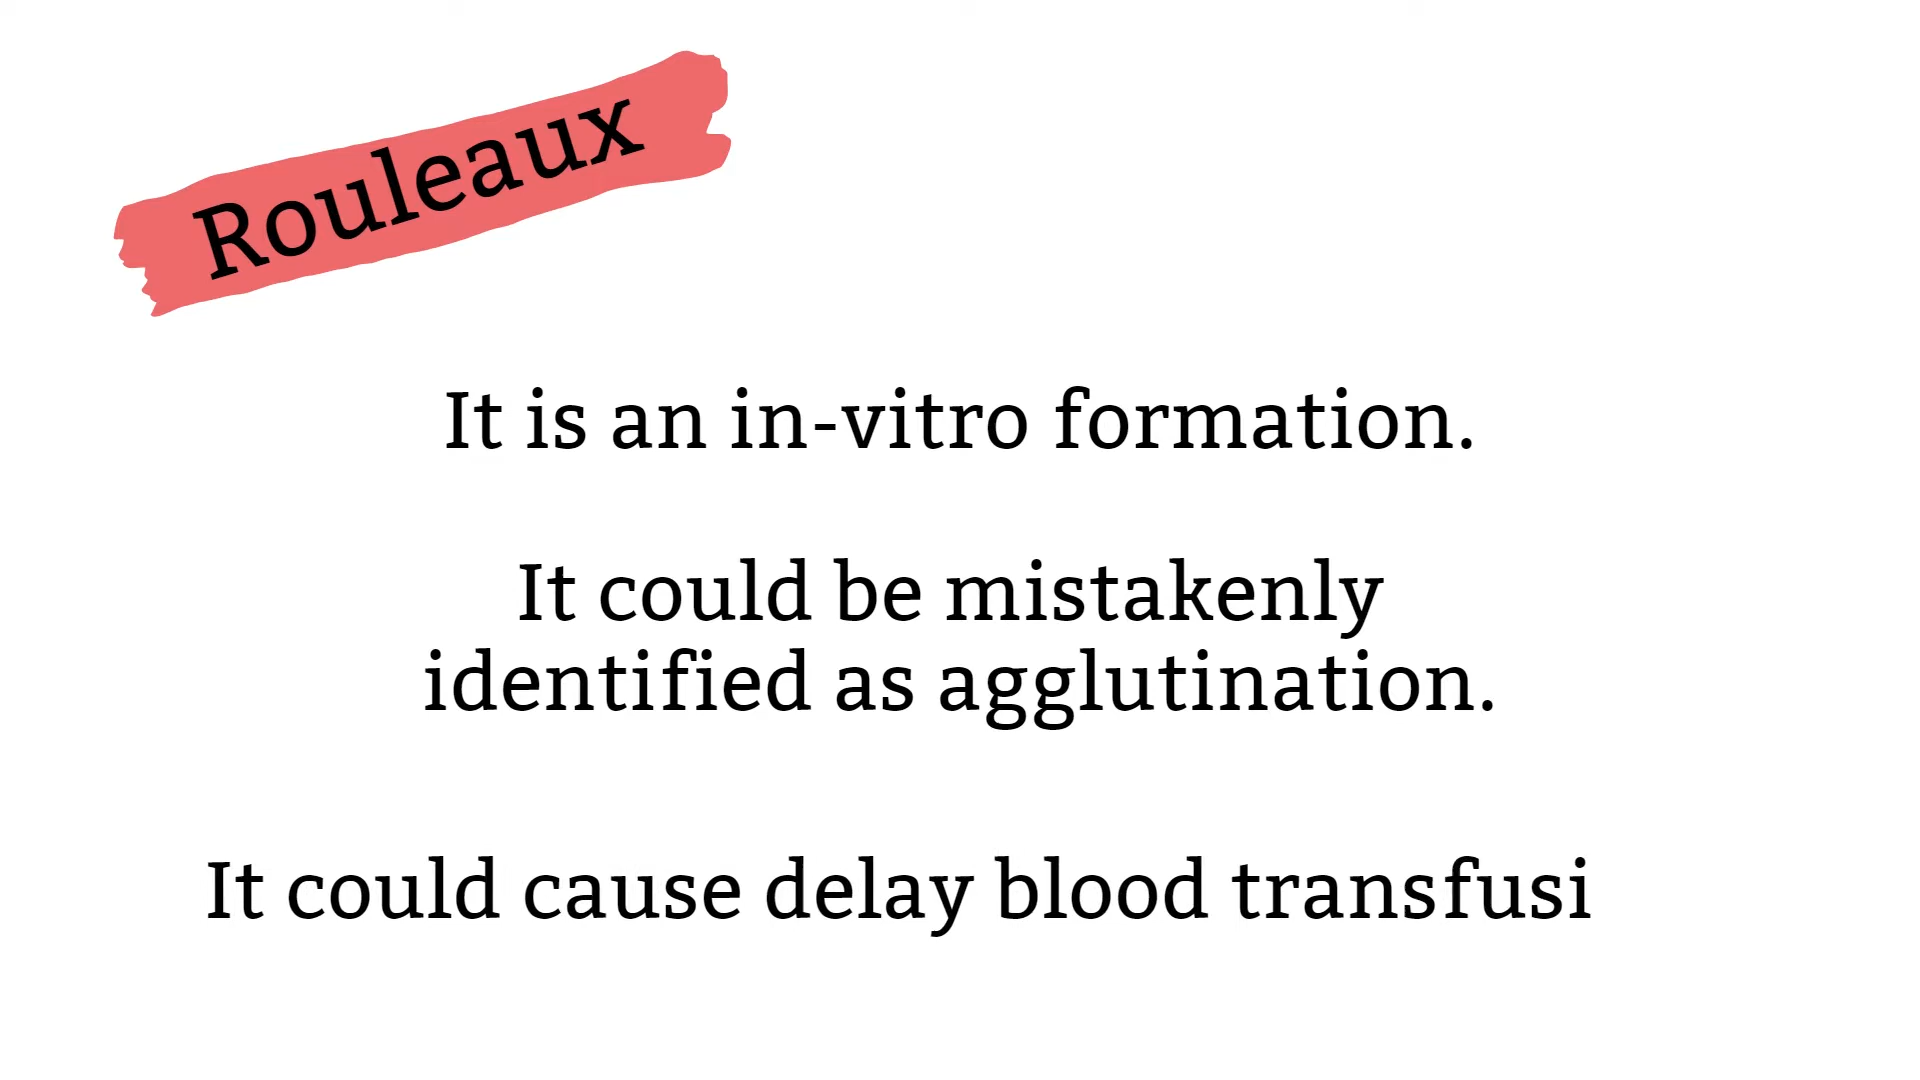 Rouleaux
It is an in-vitro formation.
It could be mistakenly
identified as agglutination.
It could cause delay blood transfusi